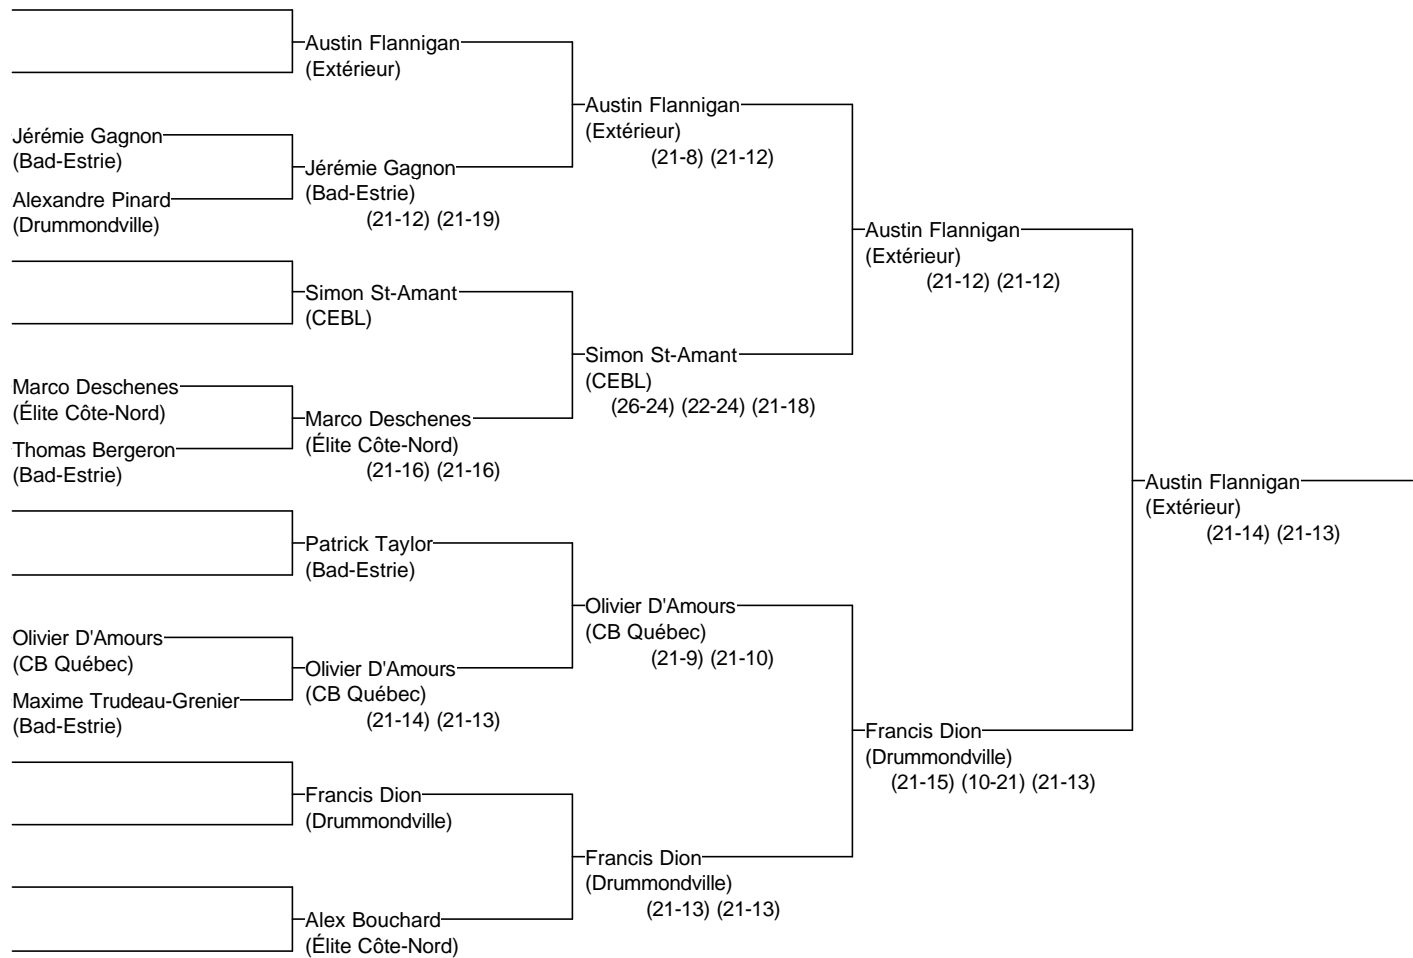 Austin Flannigan
(Extérieur)
Austin Flannigan
(Extérieur)
(21-8) (21-12)
Jérémie Gagnon
(Bad-Estrie)
Jérémie Gagnon
(Bad-Estrie)
(21-12) (21-19)
Alexandre Pinard
(Drummondville)
Austin Flannigan
(Extérieur)
(21-12) (21-12)
Simon St-Amant
(CEBL)
Simon St-Amant
(CEBL)
(26-24) (22-24) (21-18)
Marco Deschenes
(Élite Côte-Nord)
Marco Deschenes
(Élite Côte-Nord)
(21-16) (21-16)
Thomas Bergeron
(Bad-Estrie)
Austin Flannigan
(Extérieur)
(21-14) (21-13)
Patrick Taylor
(Bad-Estrie)
Olivier D'Amours
(CB Québec)
(21-9) (21-10)
Olivier D'Amours
(CB Québec)
Olivier D'Amours
(CB Québec)
(21-14) (21-13)
Maxime Trudeau-Grenier
(Bad-Estrie)
Francis Dion
(Drummondville)
(21-15) (10-21) (21-13)
Francis Dion
(Drummondville)
Francis Dion
(Drummondville)
(21-13) (21-13)
Alex Bouchard
(Élite Côte-Nord)